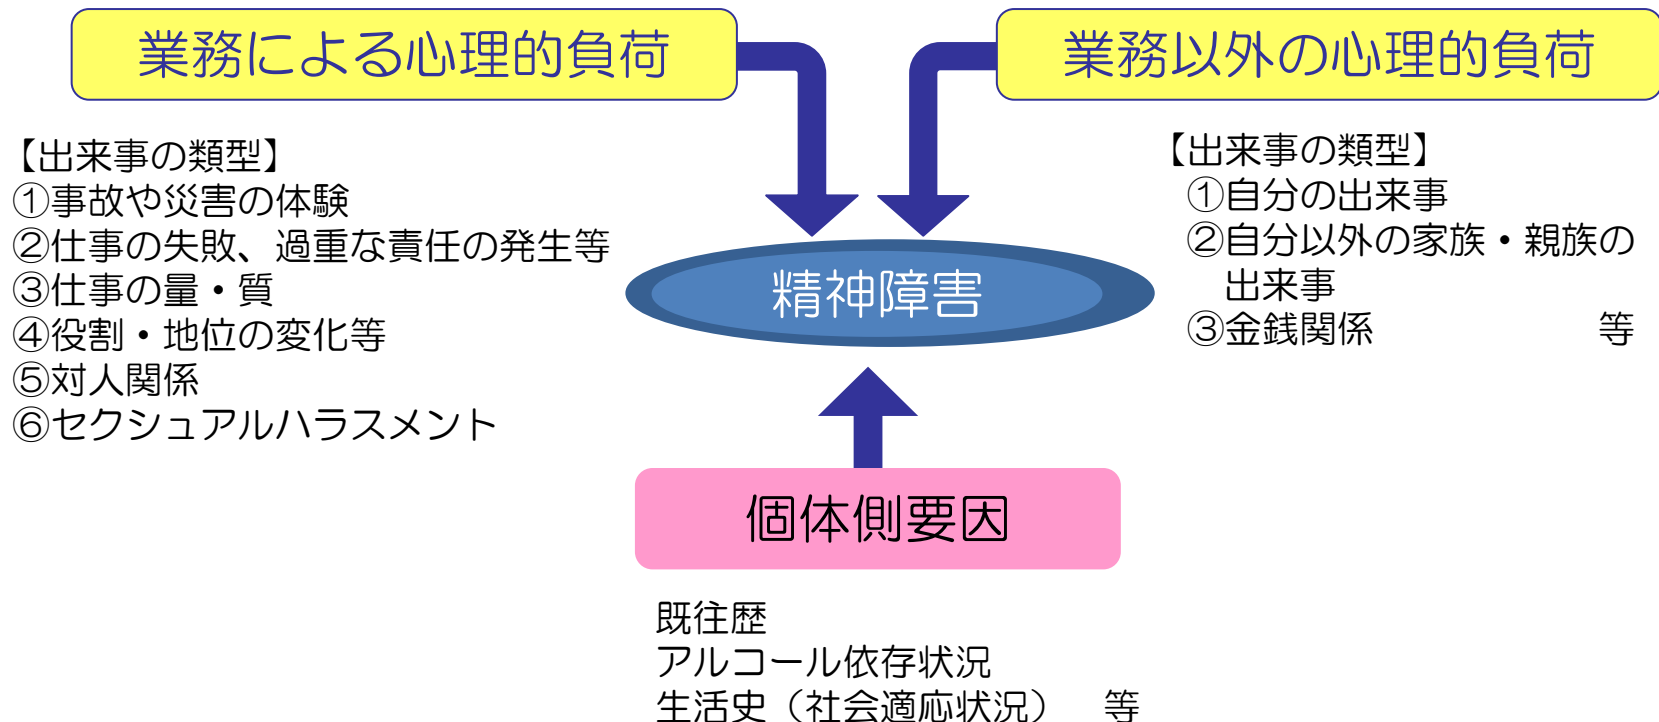 業務による心理的負荷
【出来事の類型】
①事故や災害の体験
②仕事の失敗、過重な責任の発生等
③仕事の量・質
④役割・地位の変化等
⑤対人関係
⑥セクシュアルハラスメント
業務以外の心理的負荷
【出来事の類型】
①自分の出来事
②自分以外の家族・親族の
出来事
③金銭関係　　　　　　等
精神障害
個体側要因
既往歴
アルコール依存状況
生活史（社会適応状況）　等